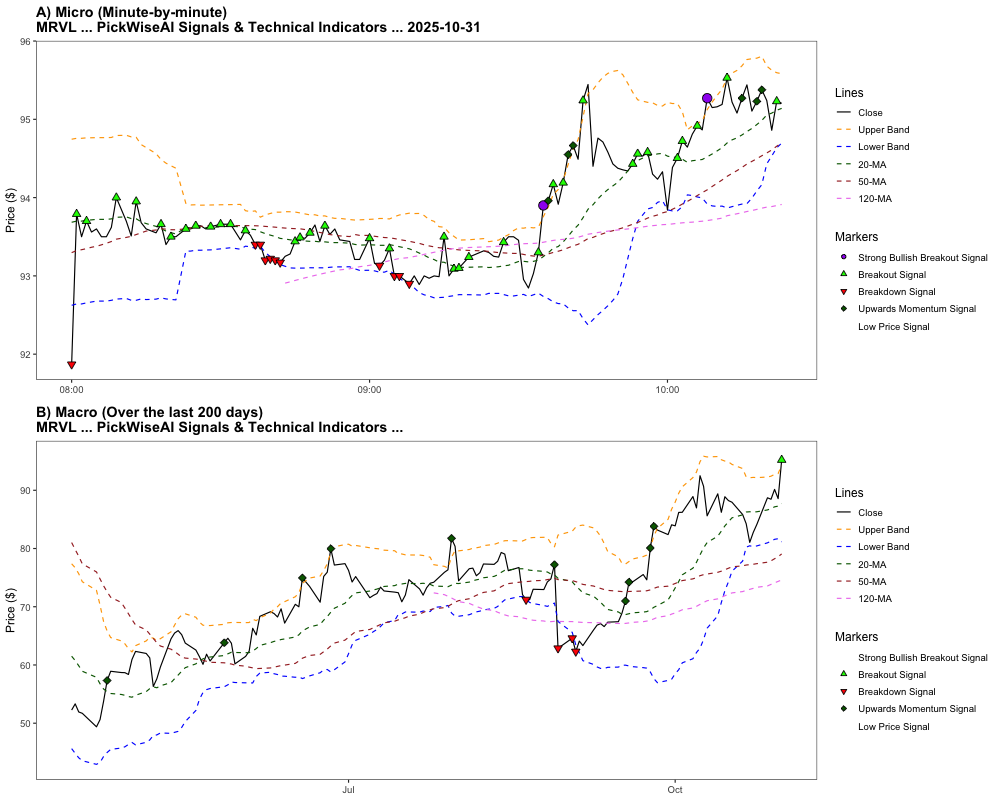 A) Micro (Minute-by-minute)
MRVL ... PickWiseAI Signals & Technical Indicators ... 2025-10-31
96
95
94
93
92
Price ($)
08:00
09:00
10:00
Lines
Close
Upper Band
Lower Band
20-MA
50-MA
120-MA
Markers
Strong Bullish Breakout Signal
Breakout Signal
Breakdown Signal
Upwards Momentum Signal
Low Price Signal
B) Macro (Over the last 200 days)
MRVL ... PickWiseAI Signals & Technical Indicators ...
90
80
70
60
50
Price ($)
Jul
Oct
Lines
Close
Upper Band
Lower Band
20-MA
50-MA
120-MA
Markers
Strong Bullish Breakout Signal
Breakout Signal
Breakdown Signal
Upwards Momentum Signal
Low Price Signal